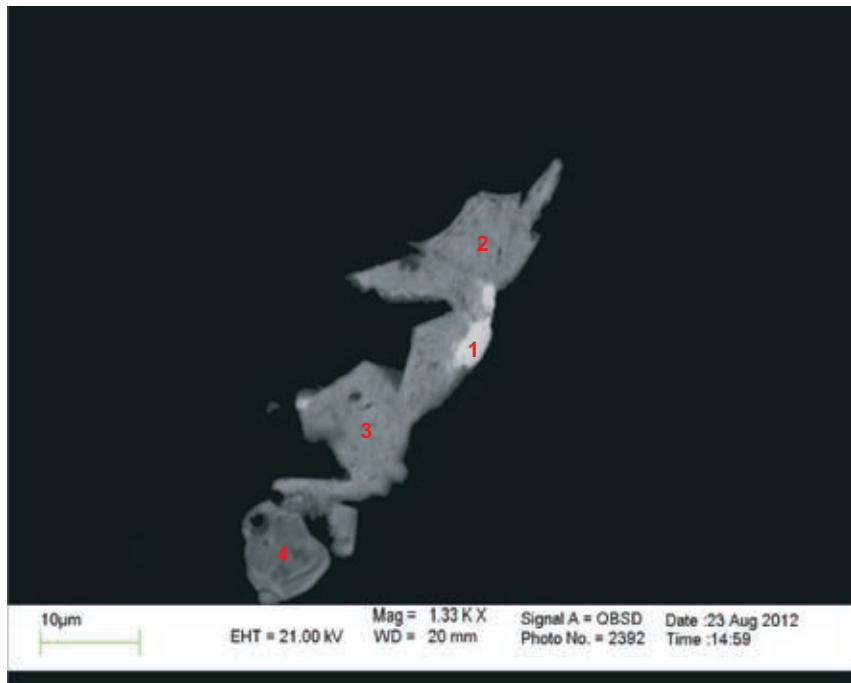 2
1
3
4
10µm
EHT = 21.00 kV
Mag = 1.33 K X
WD = 20 mm
Signal A = QBSD
Photo No. = 2392
Date :23 Aug 2012
Time :14:59